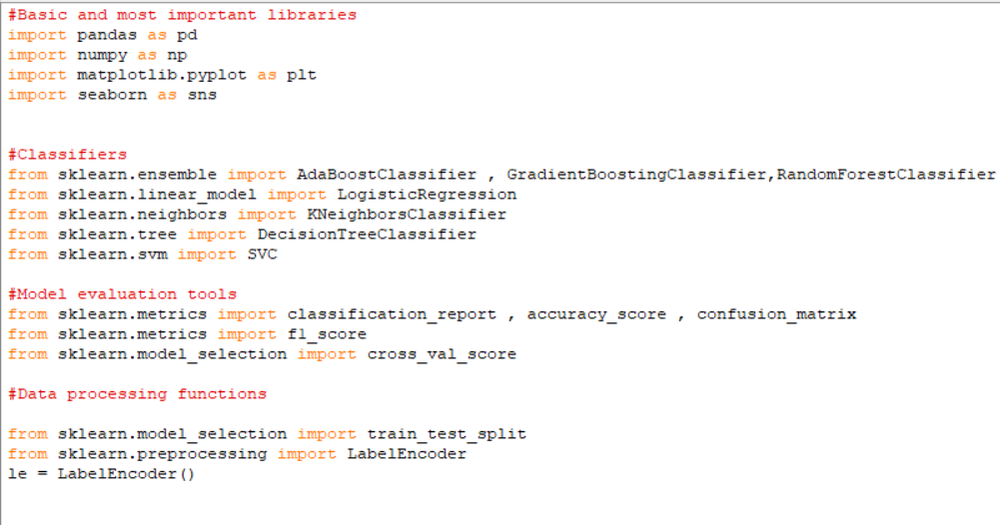 #Basic and most important libraries
import pandas as pd
import numpy as np
import matplotlib.pyplot as plt
import seaborn as sns
#Classifiers
from sklearn.ensemble import AdaBoostClassifier , GradientBoostingClassifier,RandomForestClassifier
from sklearn.linear_model import LogisticRegression
from sklearn.neighbors import KNeighborsClassifier
from sklearn.tree import DecisionTreeClassifier
from sklearn.svm import SVC
#Model evaluation tools
from sklearn.metrics import classification_report , accuracy_score , confusion_matrix
from sklearn.metrics import f1_score
from sklearn.model_selection import cross_val_score
#Data processing functions
from sklearn.model_selection import train_test_split
from sklearn.preprocessing import LabelEncoder
le = LabelEncoder()